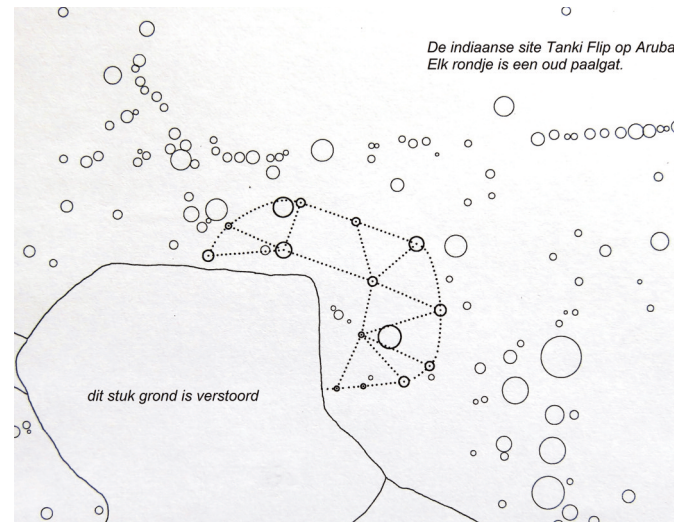 De indiaanse site Tanki Flip op Aruba
Elk rondje is een oud paalgat.
dit stuk grond is verstoord